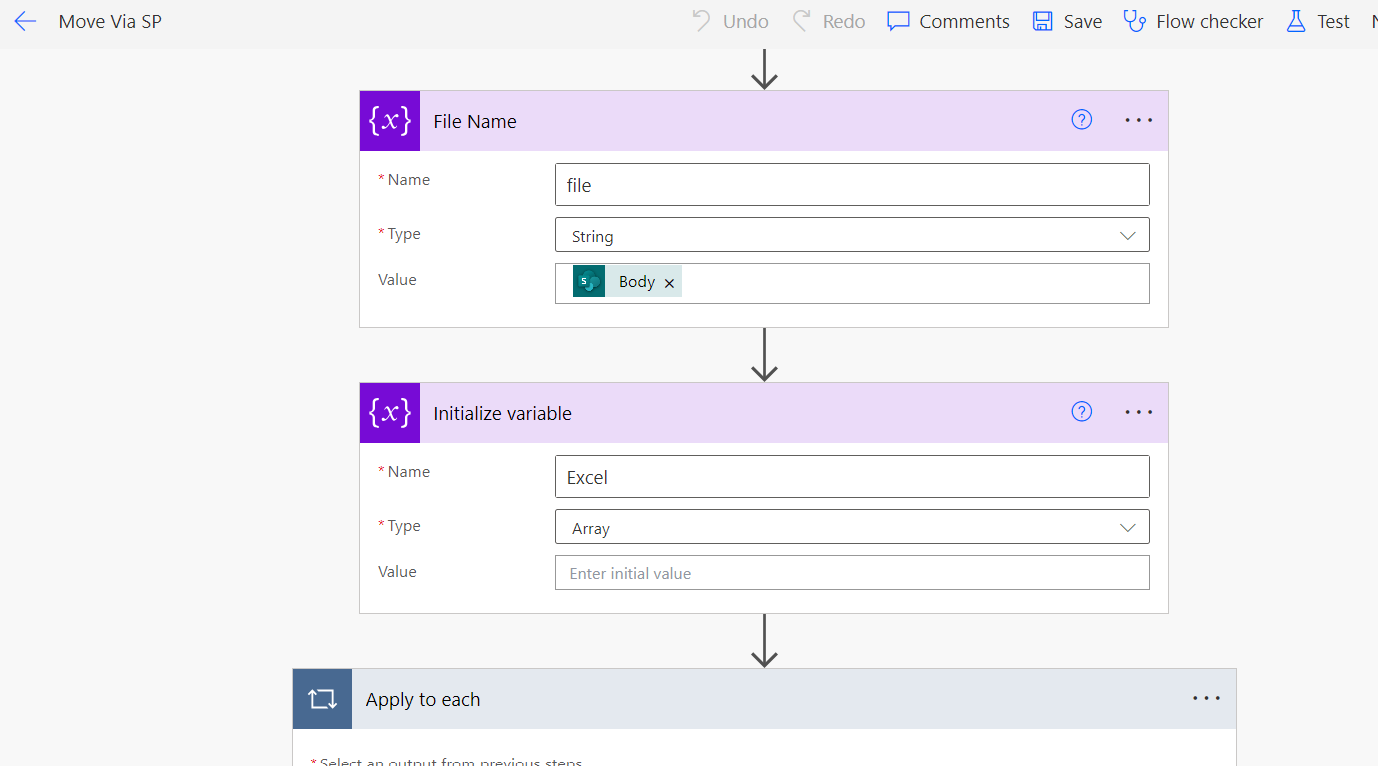 Move Via SP Undo Redo Comments Save Flow checker Test
{x} File Name ? ...
* Name file
* Type String
Value S Body ×
{x} Initialize variable ? ...
* Name Excel
* Type Array
Value Enter initial value
Apply to each ...
* Select an output from previous steps